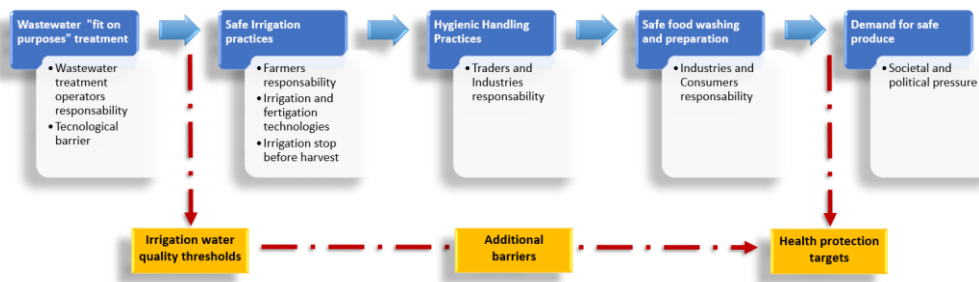 Wastewater "fit on
purposes" treatment
• Wastewater
treatment
operators
responsability
• Tecnological
barrier
Safe Irrigation
practices
• Farmers
responsability
• Irrigation and
fertigation
technologies
• Irrigation stop
before harvest
Hygienic Handling
Practices
• Traders and
Industries
responsability
Safe food washing
and preparation
• Industries and
Consumers
responsability
Demand for safe
produce
• Societal and
political pressure
Irrigation water
quality thresholds
Additional
barriers
Health protection
targets